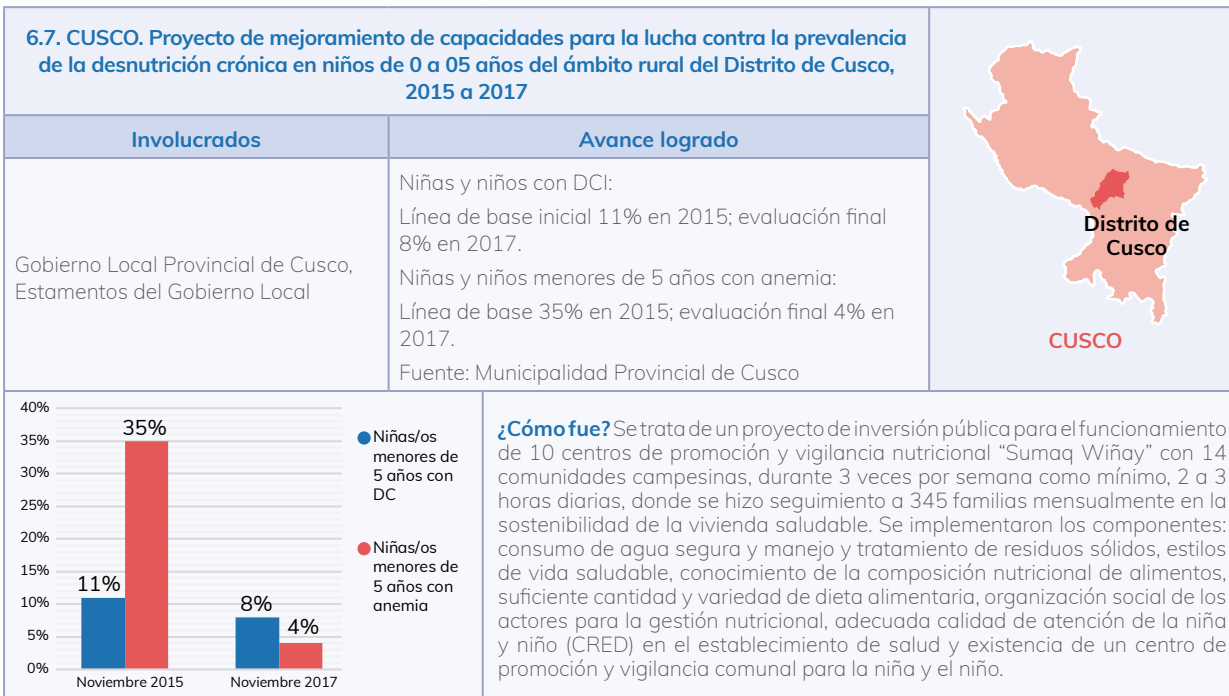 6.7. CUSCO. Proyecto de mejoramiento de capacidades para la lucha contra la prevalencia
de la desnutrición crónica en niños de 0 a 05 años del ámbito rural del Distrito de Cusco,
2015 a 2017
Involucrados
Avance logrado
Gobierno Local Provincial de Cusco,
Estamentos del Gobierno Local
Niñas y niños con DCI:
Línea de base inicial 11% en 2015; evaluación final
8% en 2017.
Niñas y niños menores de 5 años con anemia:
Línea de base 35% en 2015; evaluación final 4% en
2017.
Fuente: Municipalidad Provincial de Cusco
Distrito de
Cusco
CUSCO
40%
35%
30%
25%
20%
15%
10%
5%
0%
11%
35%
8%
4%
Noviembre 2015
Noviembre 2017
Niñas/os
menores de
5 años con
DC
Niñas/os
menores de
5 años con
anemia
¿Cómo fue? Se trata de un proyecto de inversión pública para el funcionamiento
de 10 centros de promoción y vigilancia nutricional “Sumaq Wiñay” con 14
comunidades campesinas, durante 3 veces por semana como mínimo, 2 a 3
horas diarias, donde se hizo seguimiento a 345 familias mensualmente en la
sostenibilidad de la vivienda saludable. Se implementaron los componentes:
consumo de agua segura y manejo y tratamiento de residuos sólidos, estilos
de vida saludable, conocimiento de la composición nutricional de alimentos,
suficiente cantidad y variedad de dieta alimentaria, organización social de los
actores para la gestión nutricional, adecuada calidad de atención de la niña
y niño (CRED) en el establecimiento de salud y existencia de un centro de
promoción y vigilancia comunal para la niña y el niño.